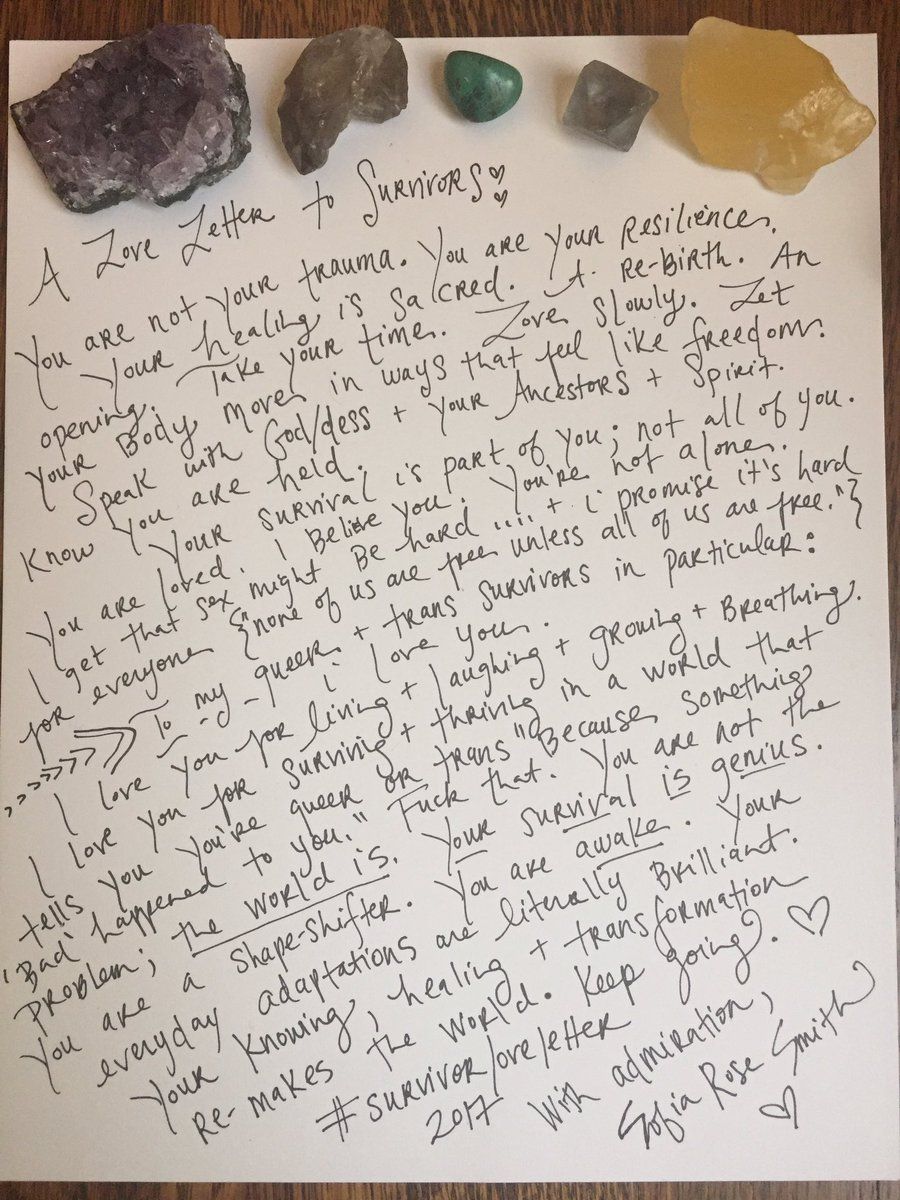 A Love Letter to Survivors ♡♡
You are not your trauma. You are your resilience.
Your healing is sacred. A re-birth. An
opening. Take your time. Love slowly. Let
your Body move in ways that feel like freedom.
Speak with God/dess + your Ancestors + Spirit.
Know you are held.
Your survival is part of you; not all of you.
You are loved. I Believe you. You're not alone.
I get that sex might Be hard .... + i promise it's hard
for everyone {"none of us are free unless all of us are free."}
>>>>>>> To my queer + trans survivors in particular:
i love you.
I love you for living + laughing + growing + Breathing.
I love you for surviving + thriving in a world that
tells you you're queer or trans "Because something
'Bad' happened to you." Fuck that. You are not the
problem; the world is. Your survival is genius.
You are a shape-shifter. You are awake. Your
everyday adaptations are literally Brilliant.
Your knowing, healing + transformation
re-makes the world. Keep going. ♡
#survivorloveletter
2017 With admiration,
Sofia Rose Smith
♡